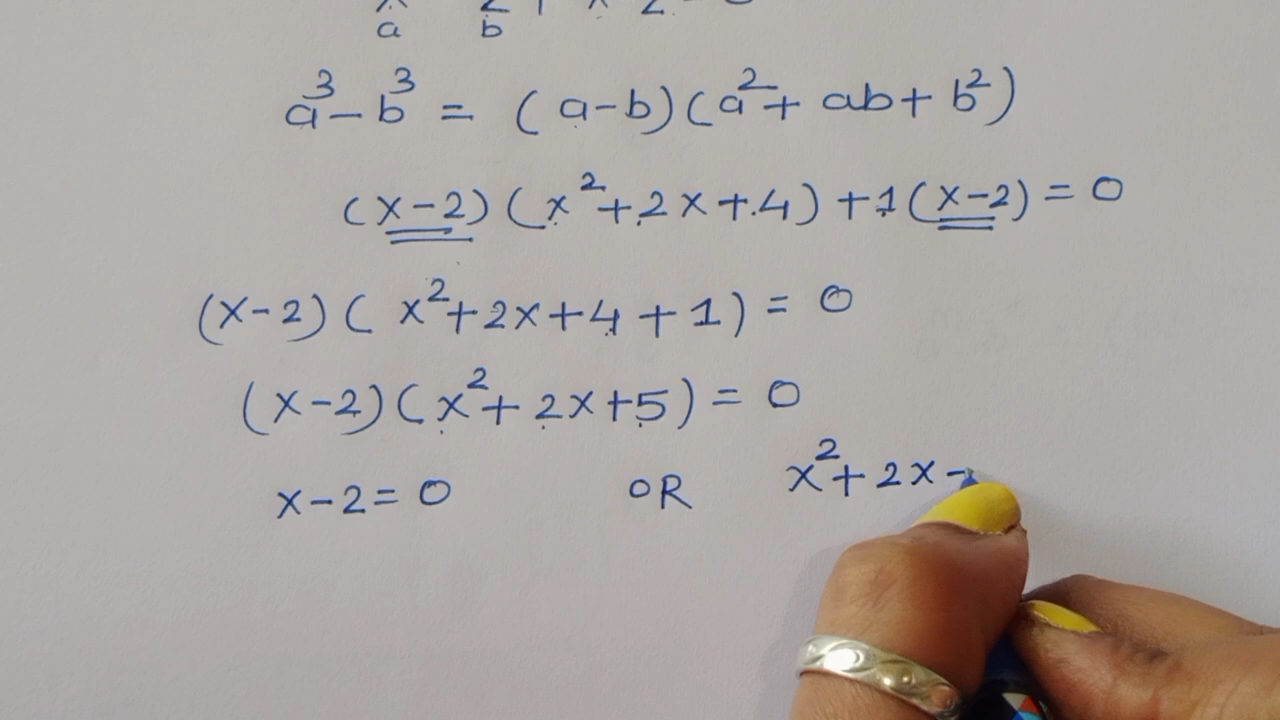 a b
a³ - b³ = (a-b)(a² + ab + b²)
(x-2)(x² + 2x + 4) + 1(x-2) = 0
(x-2)(x² + 2x + 4 + 1) = 0
(x-2)(x² + 2x + 5) = 0
x - 2 = 0 OR x² + 2x